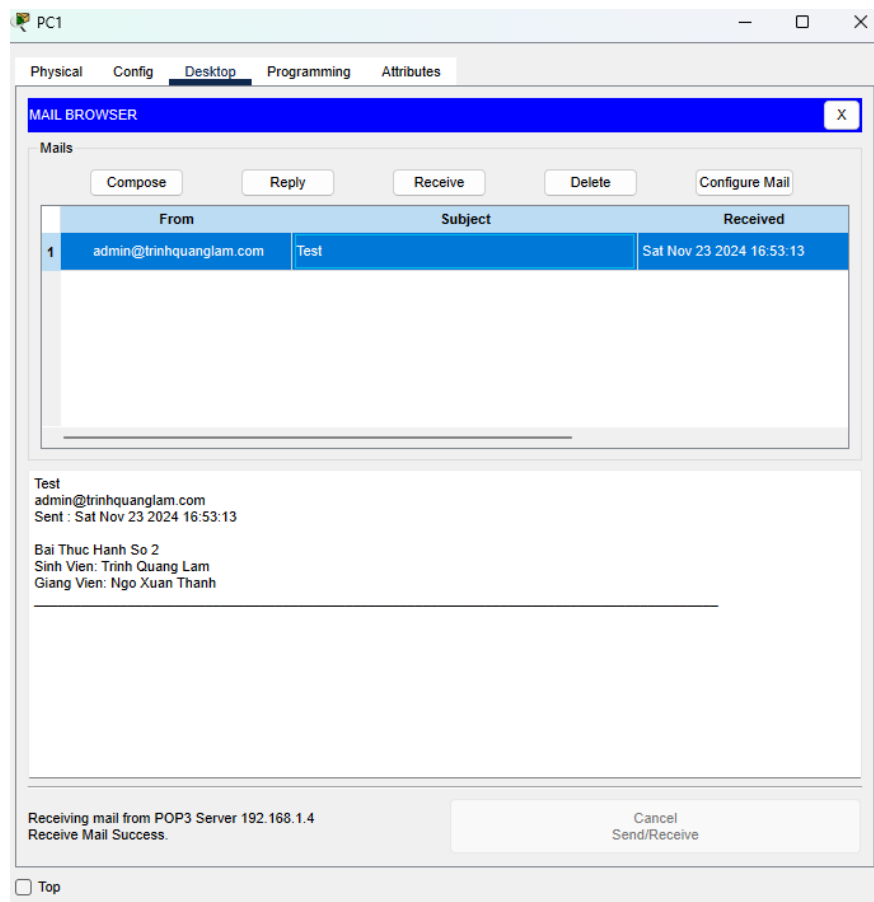 PC1
Physical Config Desktop Programming Attributes
MAIL BROWSER X
Mails
Compose Reply Receive Delete Configure Mail
From Subject Received
1 admin@trinhquanglam.com Test Sat Nov 23 2024 16:53:13
Test
admin@trinhquanglam.com
Sent : Sat Nov 23 2024 16:53:13
Bai Thuc Hanh So 2
Sinh Vien: Trinh Quang Lam
Giang Vien: Ngo Xuan Thanh
Receiving mail from POP3 Server 192.168.1.4
Receive Mail Success.
Cancel
Send/Receive
Top